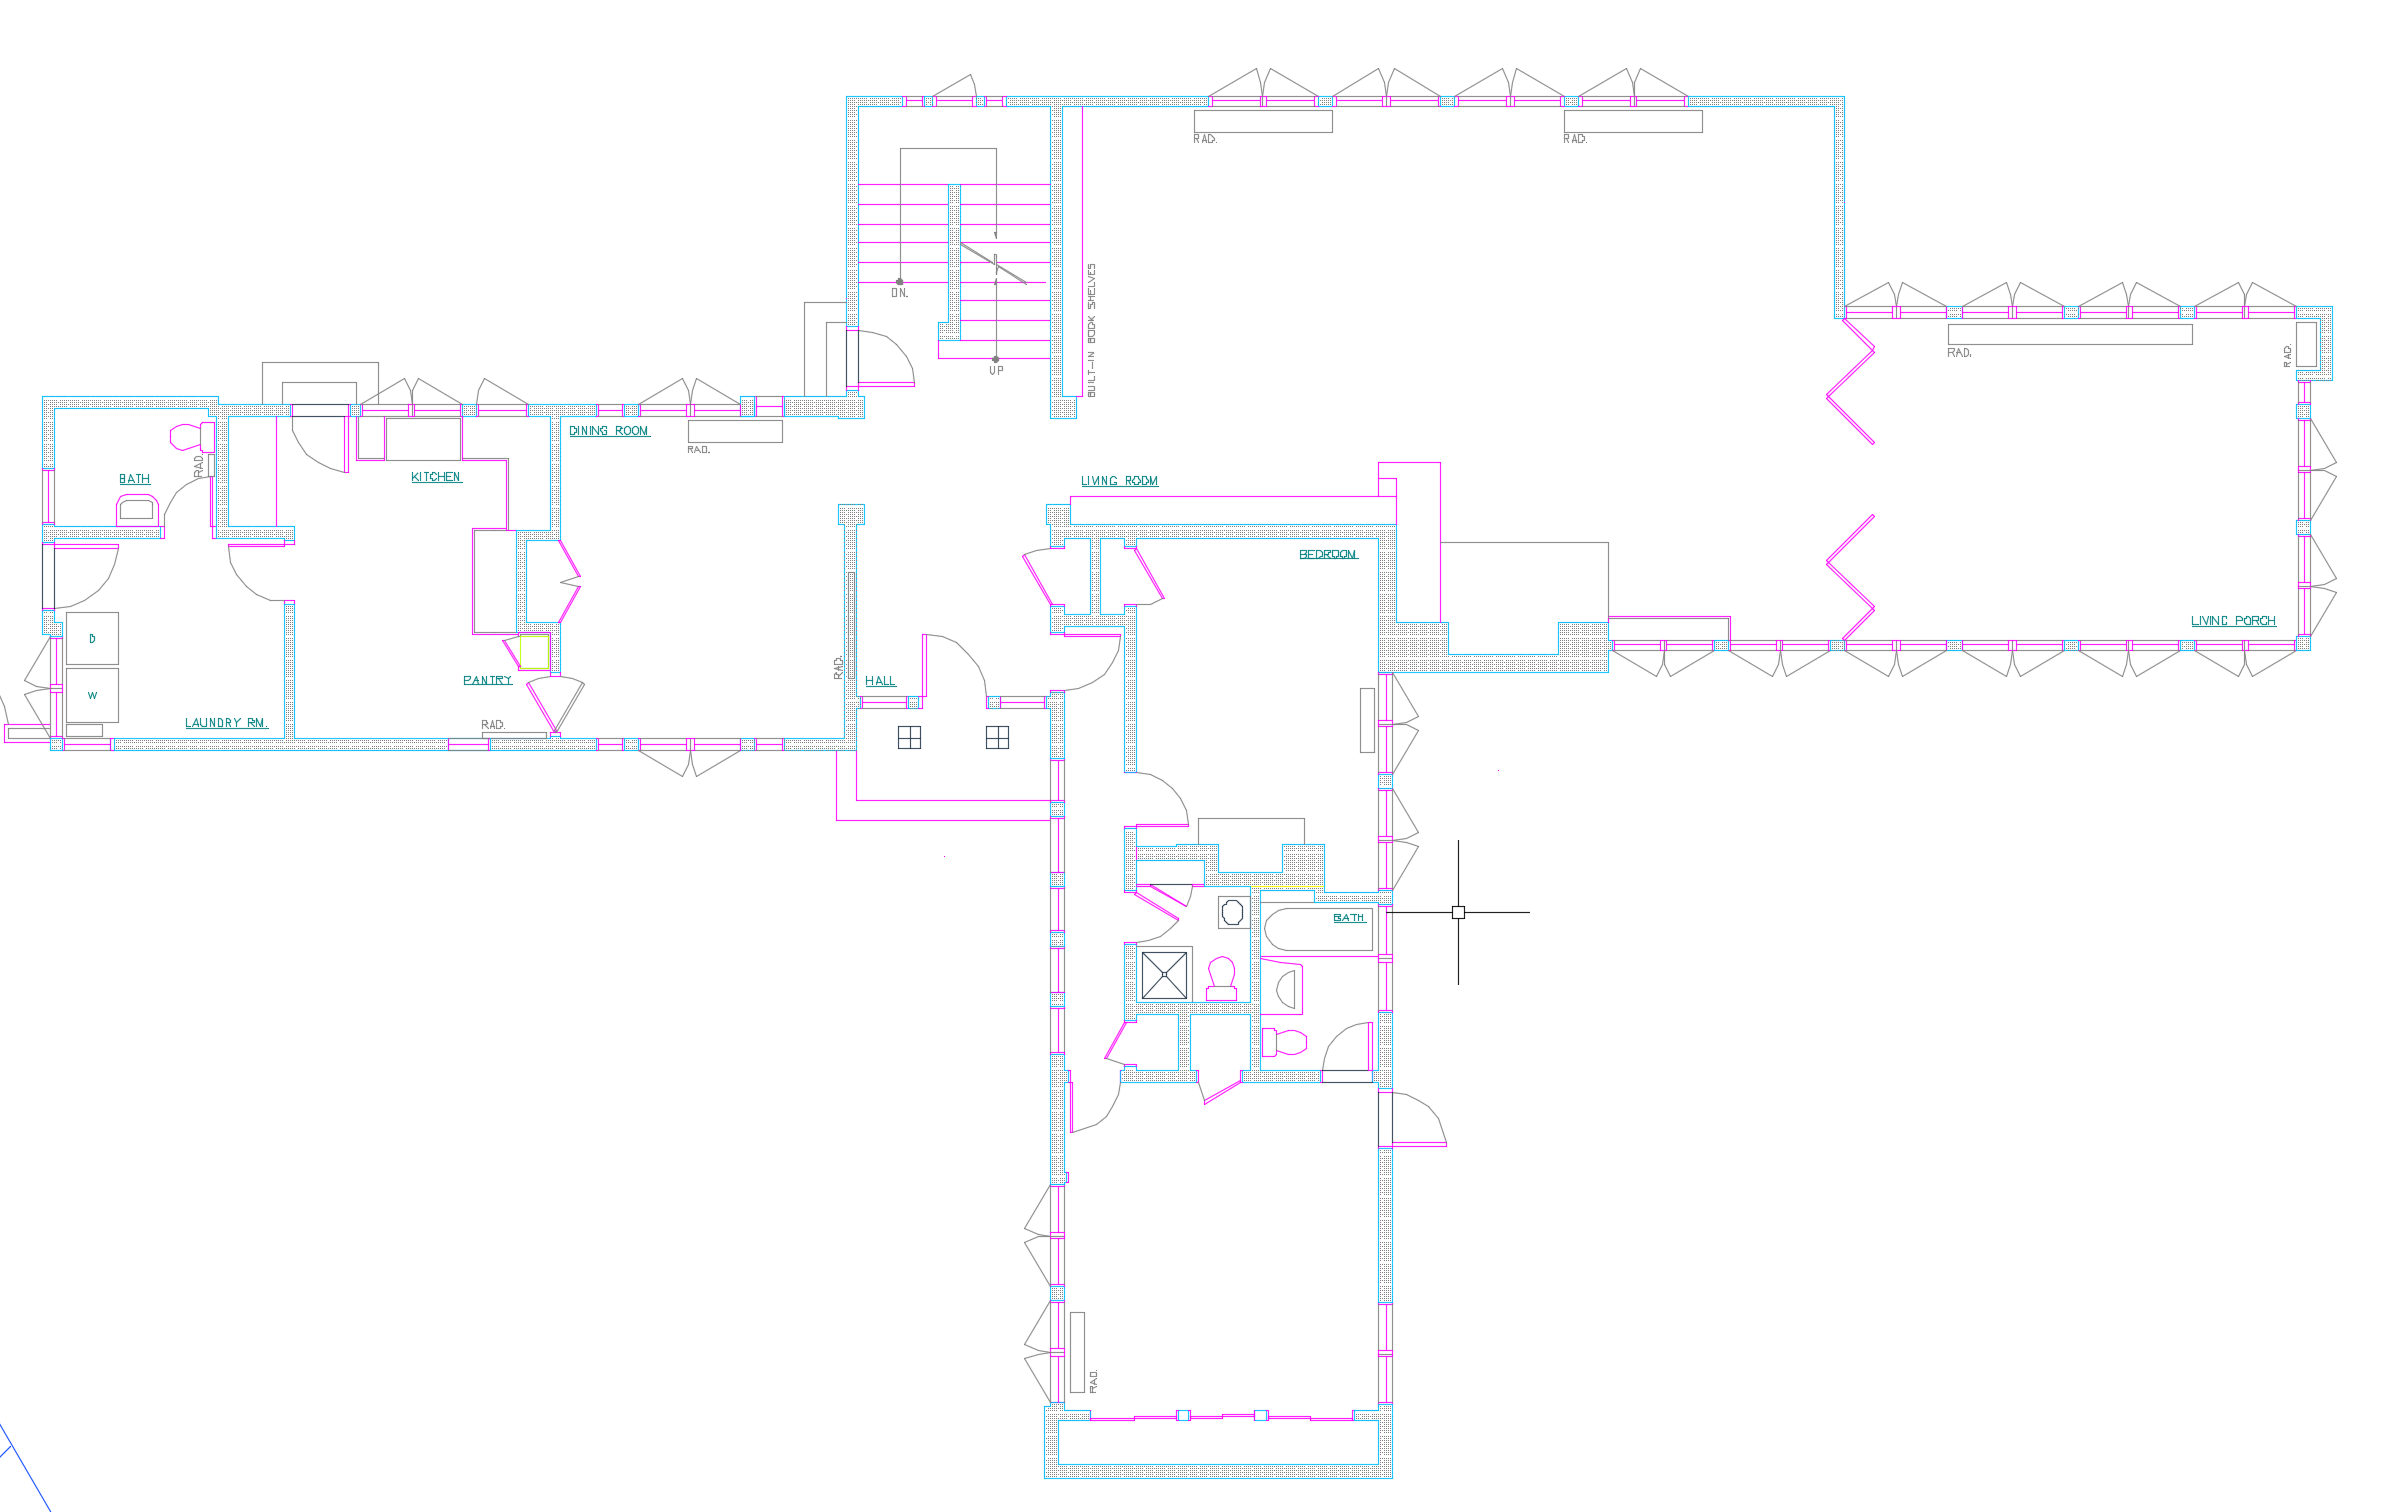 RAD.
RAD.
DN.
BUILT-IN BOOK SHELVES
UP
RAD.
RAD.
DINING ROOM
RAD.
RAD.
BATH
KITCHEN
LIVING ROOM
BEDROOM
LIVING PORCH
D
RAD.
PANTRY
HALL
W
LAUNDRY RM.
RAD.
BATH
RAD.